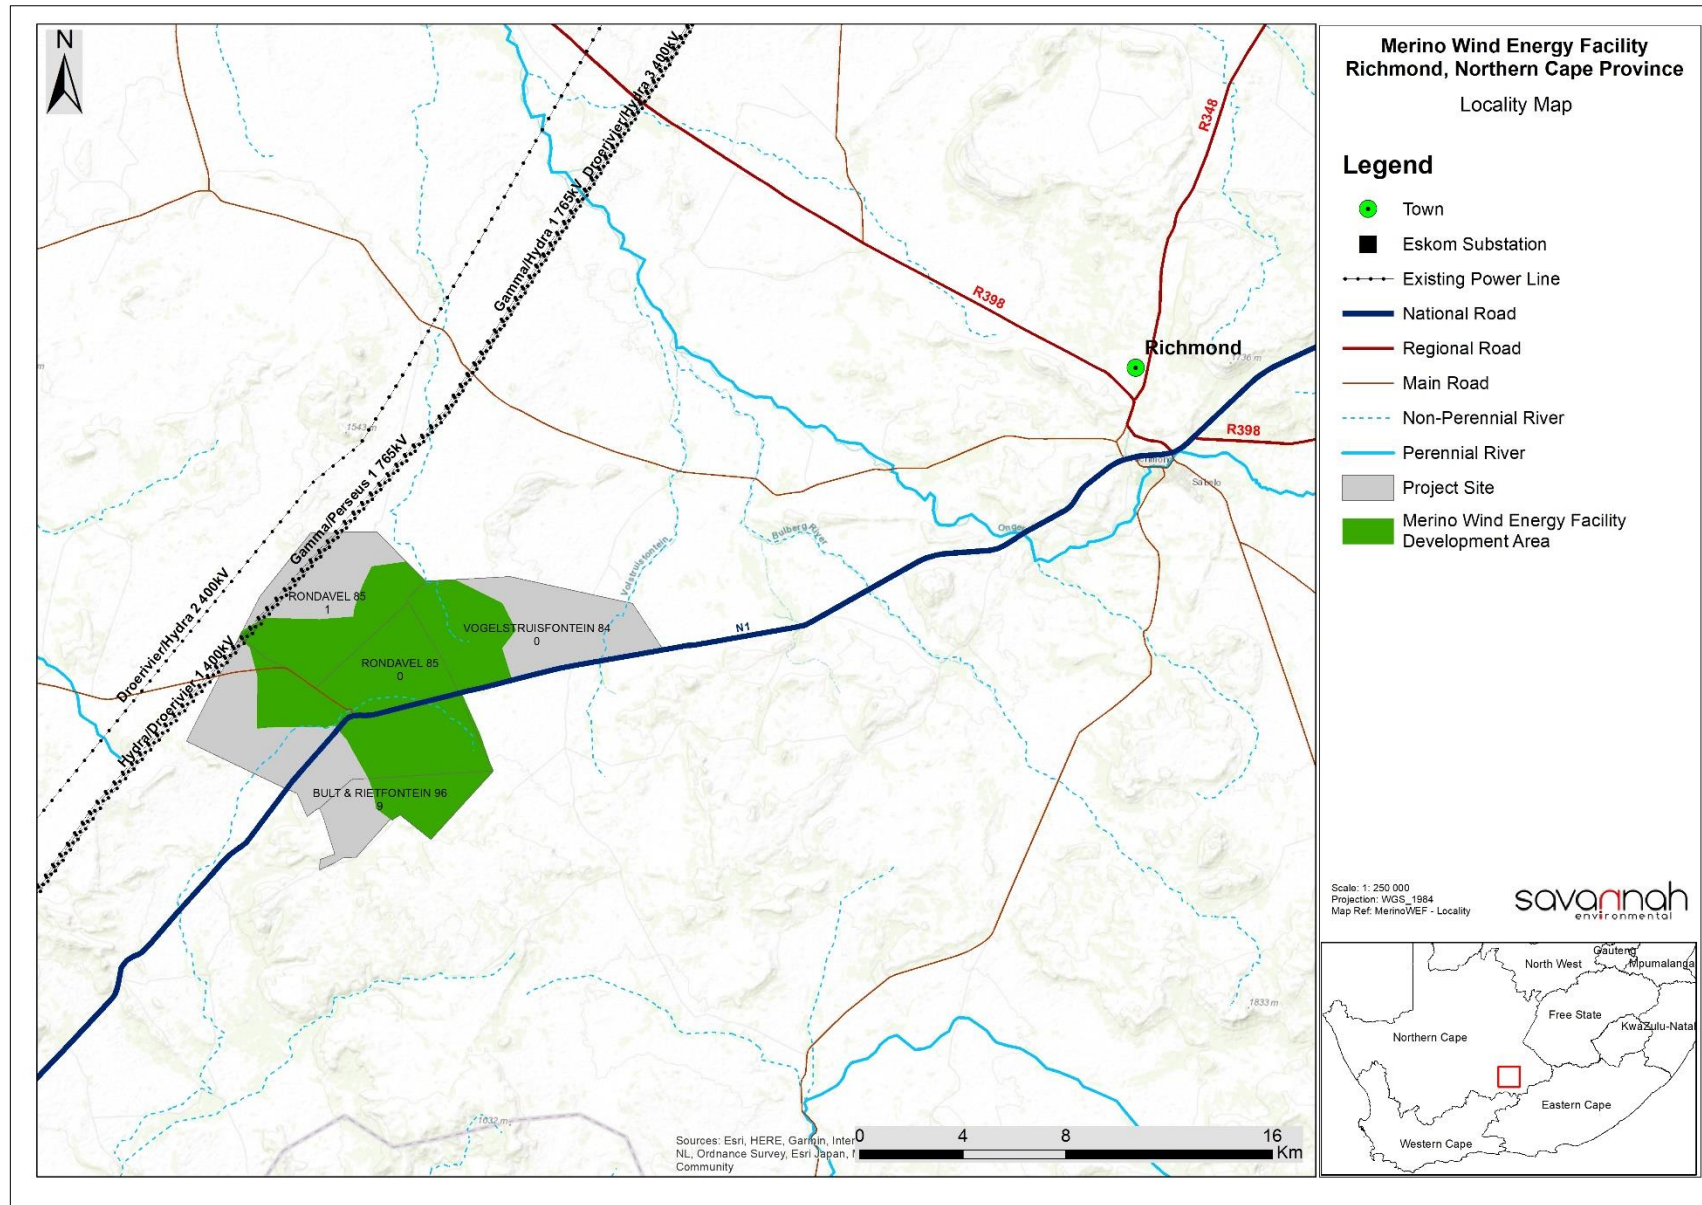 N
Droerivier/Hydra 3 400kV
Gamma/Hydra 1 765kV
Gamma/Perseus 1 765kV
Droerivier/Hydra 2 400kV
Hydra/Droerivier 1 400kV
R348
R398
Richmond
1736 m
R398
Sabelo
1543 m
Bulberg River
Volstruisfontein
N1
RONDAVEL 85
1
VOGELSTRUISFONTEIN 84
0
RONDAVEL 85
0
BULT & RIETFONTEIN 96
9
1833 m
1632 m
Sources: Esri, HERE, Garmin, Inter
NL, Ordnance Survey, Esri Japan,
Community
0 4 8 16
Km
Merino Wind Energy Facility
Richmond, Northern Cape Province
Locality Map
Legend
Town
Eskom Substation
Existing Power Line
National Road
Regional Road
Main Road
Non-Perennial River
Perennial River
Project Site
Merino Wind Energy Facility
Development Area
Scale: 1: 250 000
Projection: WGS_1984
Map Ref: MerinoWEF - Locality
savannah
environmental
Gauteng
North West
Mpumalanga
Free State
KwaZulu-Natal
Northern Cape
Eastern Cape
Western Cape